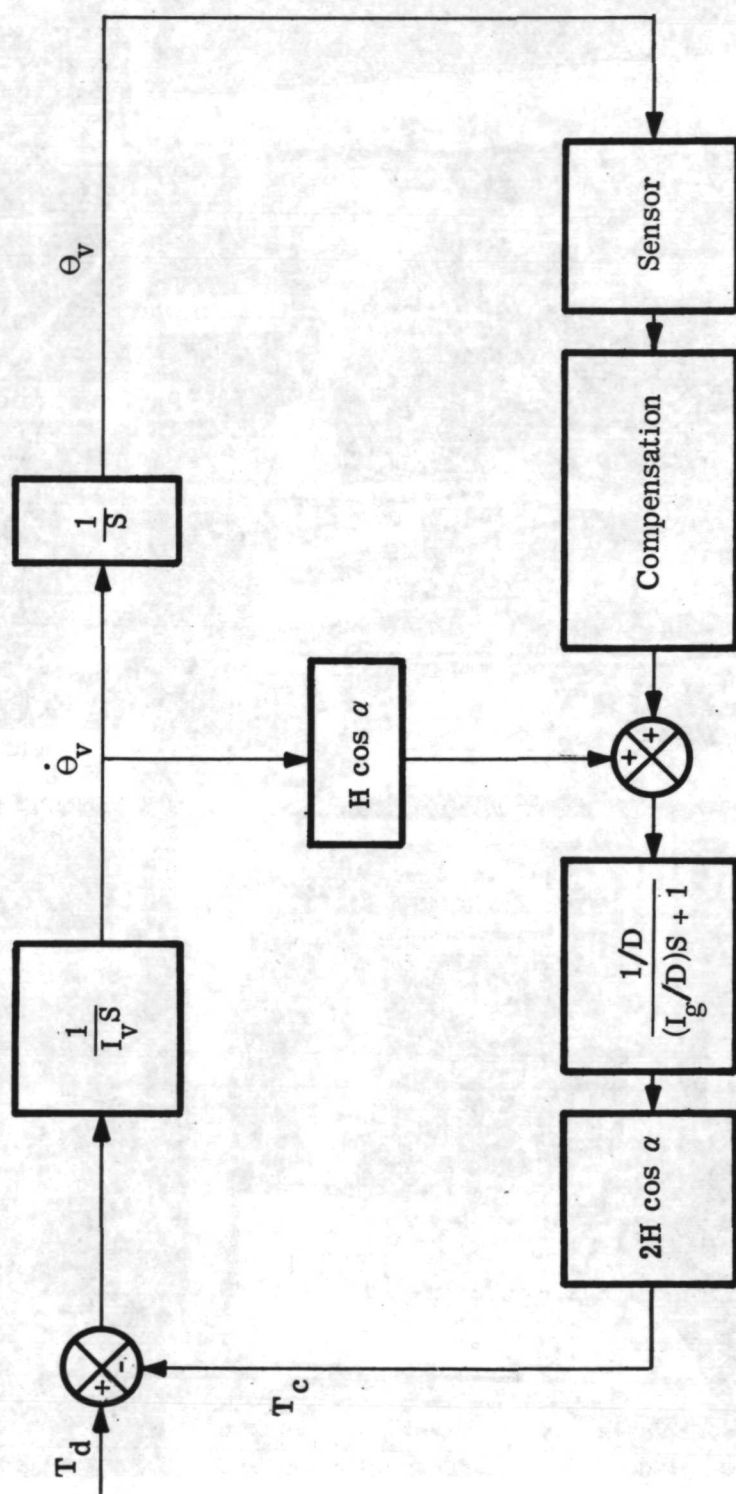 T_d
+
-
1
I_v S
θ̇_v
1
S
θ_v
H cos α
T_c
2H cos α
1/D
(I_g/D)S + 1
+
+
Compensation
Sensor